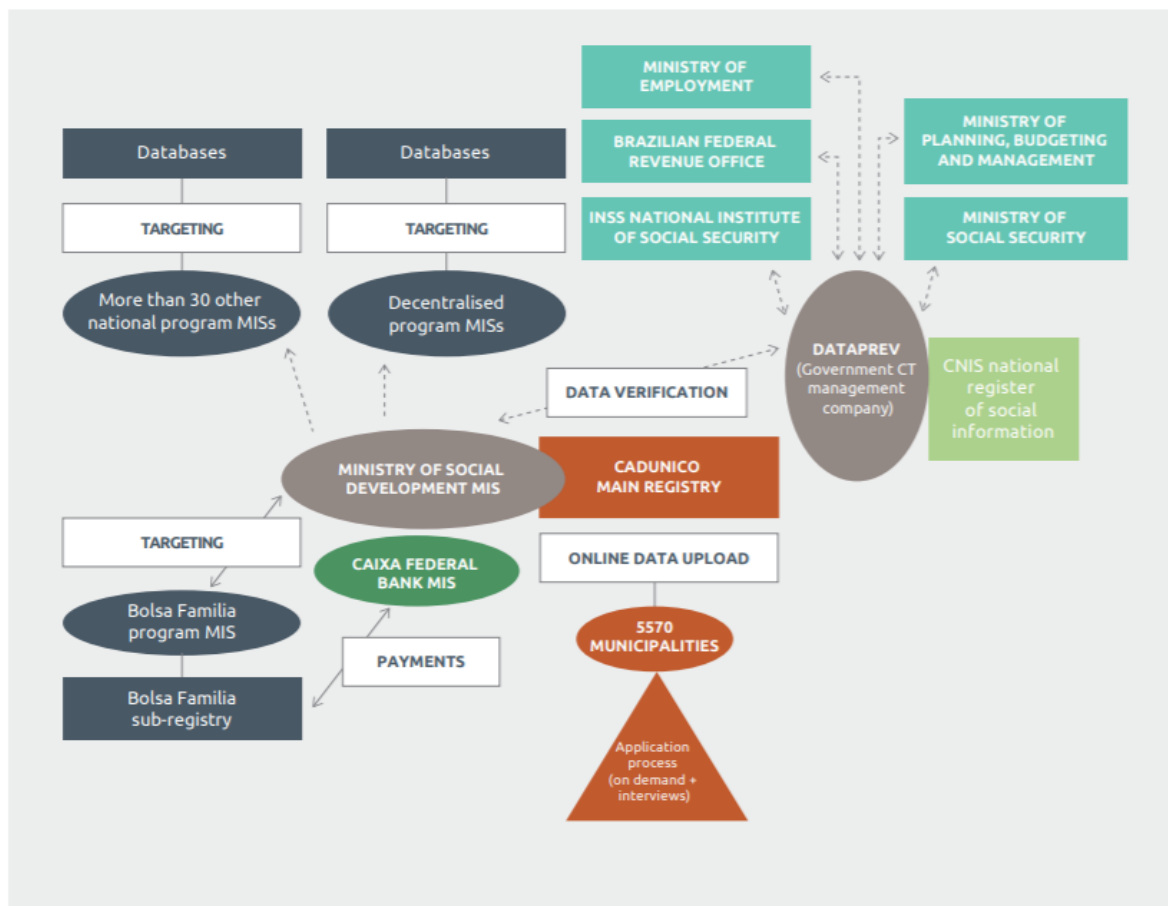 MINISTRY OF
EMPLOYMENT
Databases
Databases
BRAZILIAN FEDERAL
REVENUE OFFICE
MINISTRY OF
PLANNING, BUDGETING
AND MANAGEMENT
TARGETING
TARGETING
INSS NATIONAL INSTITUTE
OF SOCIAL SECURITY
MINISTRY OF
SOCIAL SECURITY
More than 30 other
national program MISs
Decentralised
program MISs
DATAPREV
(Government CT
management
company)
CNIS national
register
of social
information
DATA VERIFICATION
MINISTRY OF SOCIAL
DEVELOPMENT MIS
CADUNICO
MAIN REGISTRY
TARGETING
CAIXA FEDERAL
BANK MIS
ONLINE DATA UPLOAD
Bolsa Familia
program MIS
5570
MUNICIPALITIES
PAYMENTS
Bolsa Familia
sub-registry
Application
process
(on demand +
interviews)